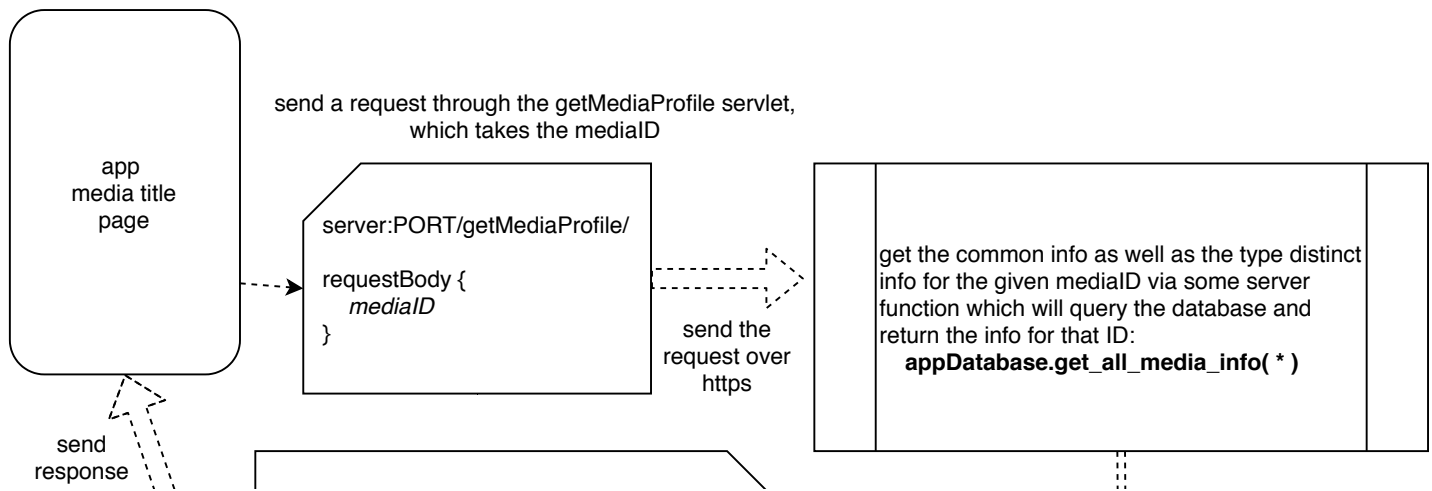 send a request through the getMediaProfile servlet,
which takes the mediaID
app
media title
page
server:PORT/getMediaProfile/
requestBody {
mediaID
}
send the
request over
https
get the common info as well as the type distinct
info for the given mediaID via some server
function which will query the database and
return the info for that ID:
appDatabase.get_all_media_info( * )
send
response